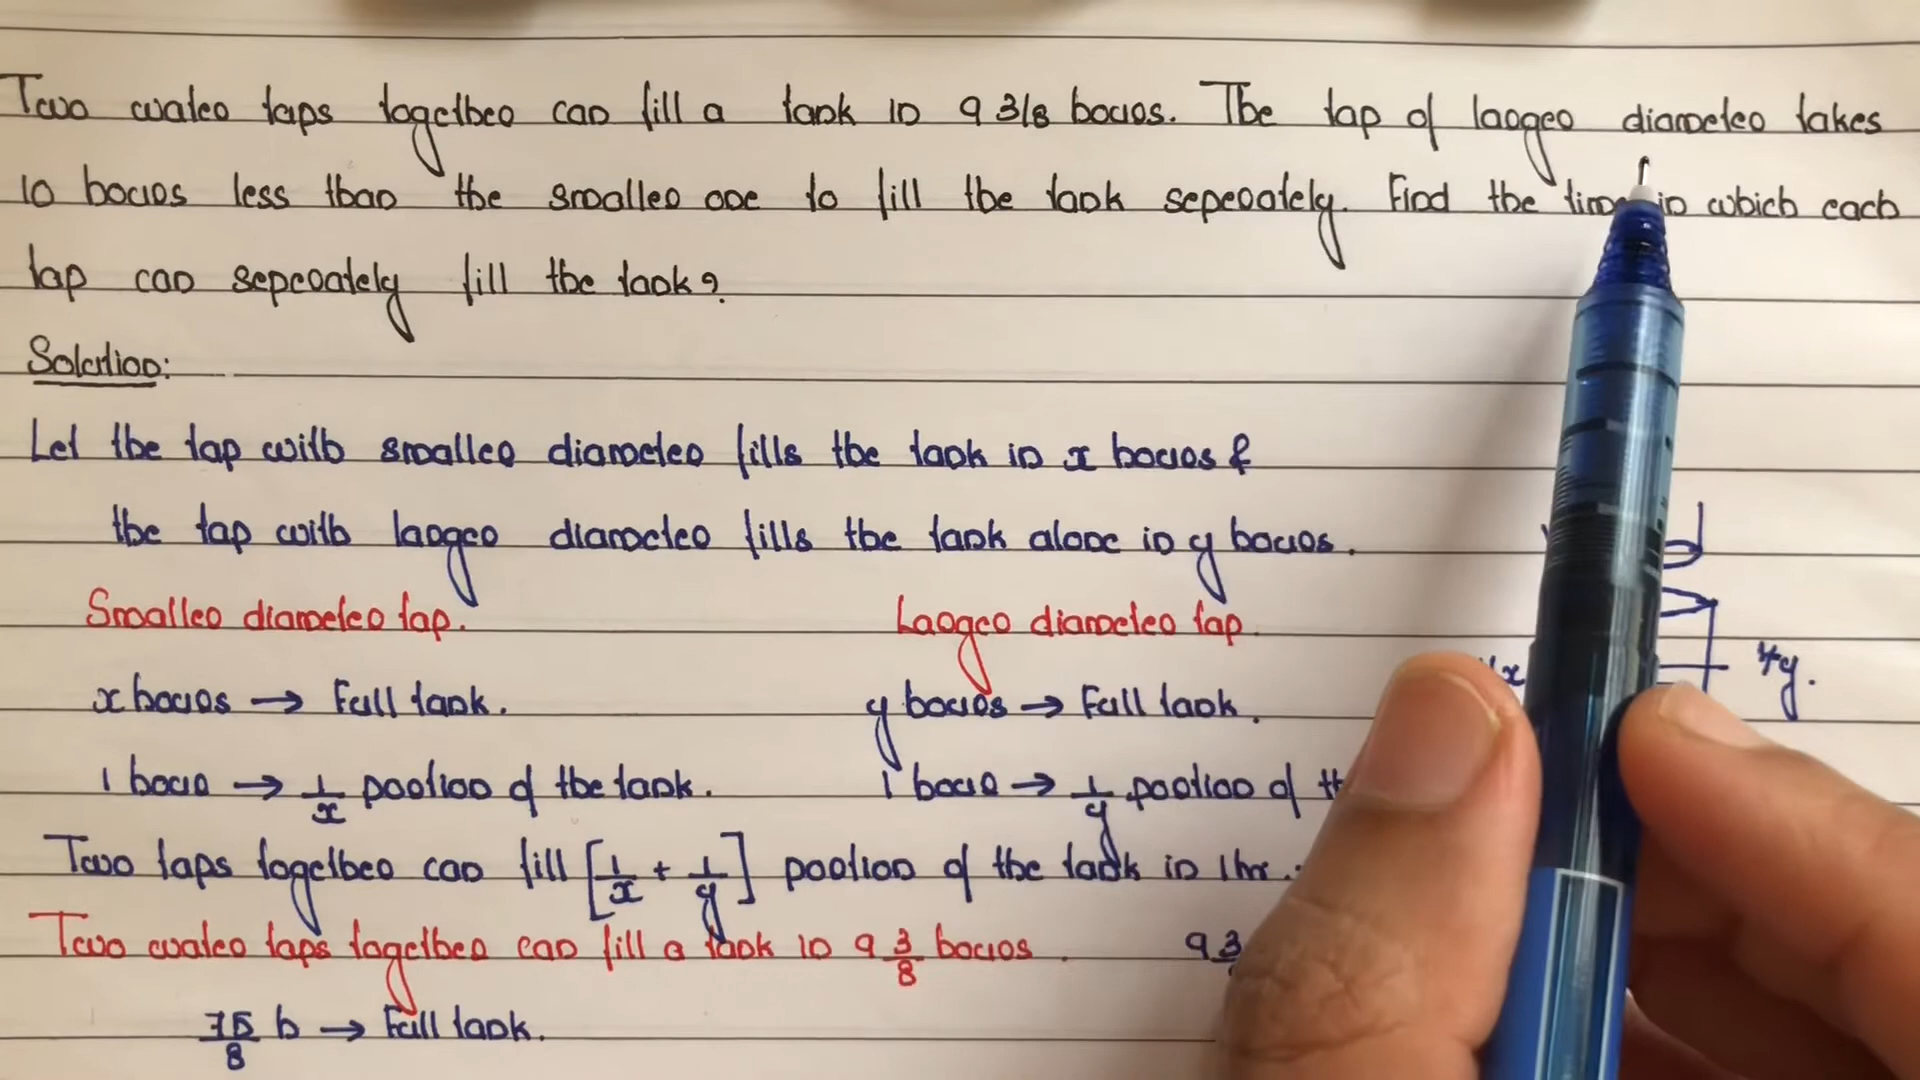 Two water taps together can fill a tank in 9 3/8 hours. The tap of larger diameter takes
10 hours less than the smaller one to fill the tank seperately. Find the time in which each
tap can seperately fill the tank?
Solution:
Let the tap with smaller diameter fills the tank in x hours &
the tap with larger diameter fills the tank alone in y hours.
Smaller diameter tap. Larger diameter tap.
x hours → Full tank. y hours → Full tank.
1/x 1/y.
1 hour → 1/x portion of the tank. 1 hour → 1/y portion of
Two taps together can fill [1/x + 1/y] portion of the tank in 1 hr.
Two water taps together can fill a tank in 9 3/8 hours. 9 3
75/8 h → Full tank.